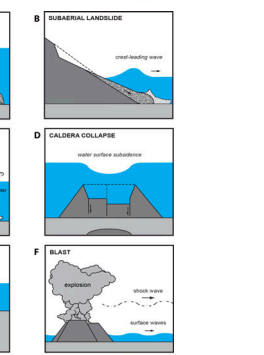 B SUBAERIAL LANDSLIDE
crest-leading wave
D CALDERA COLLAPSE
water surface subsidence
F BLAST
explosion
shock wave
surface waves